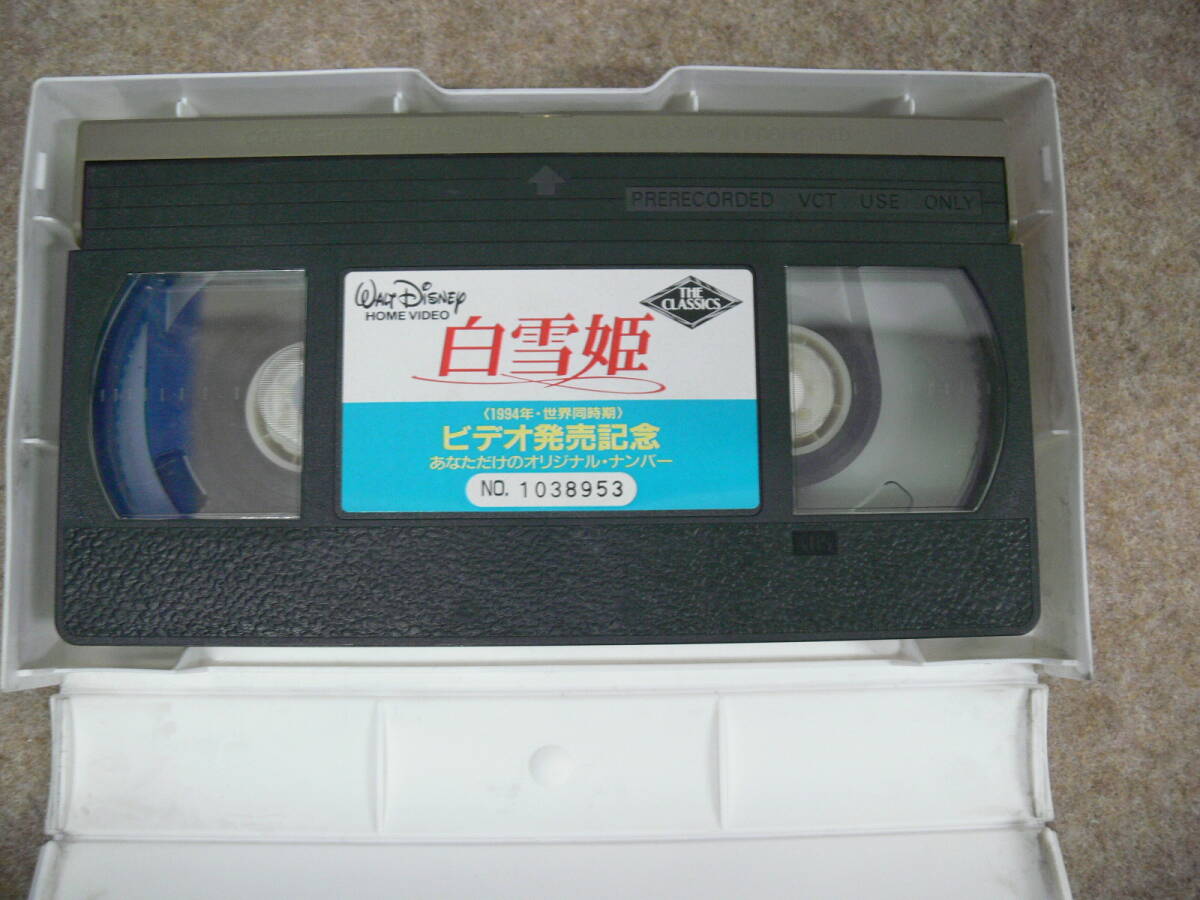 PRERECORDED VCT USE ONLY
WALT DISNEY
HOME VIDEO
THE
CLASSICS
白雪姫
〈1994年・世界同時期〉
ビデオ発売記念
あなただけのオリジナル・ナンバー
NO. 1038953